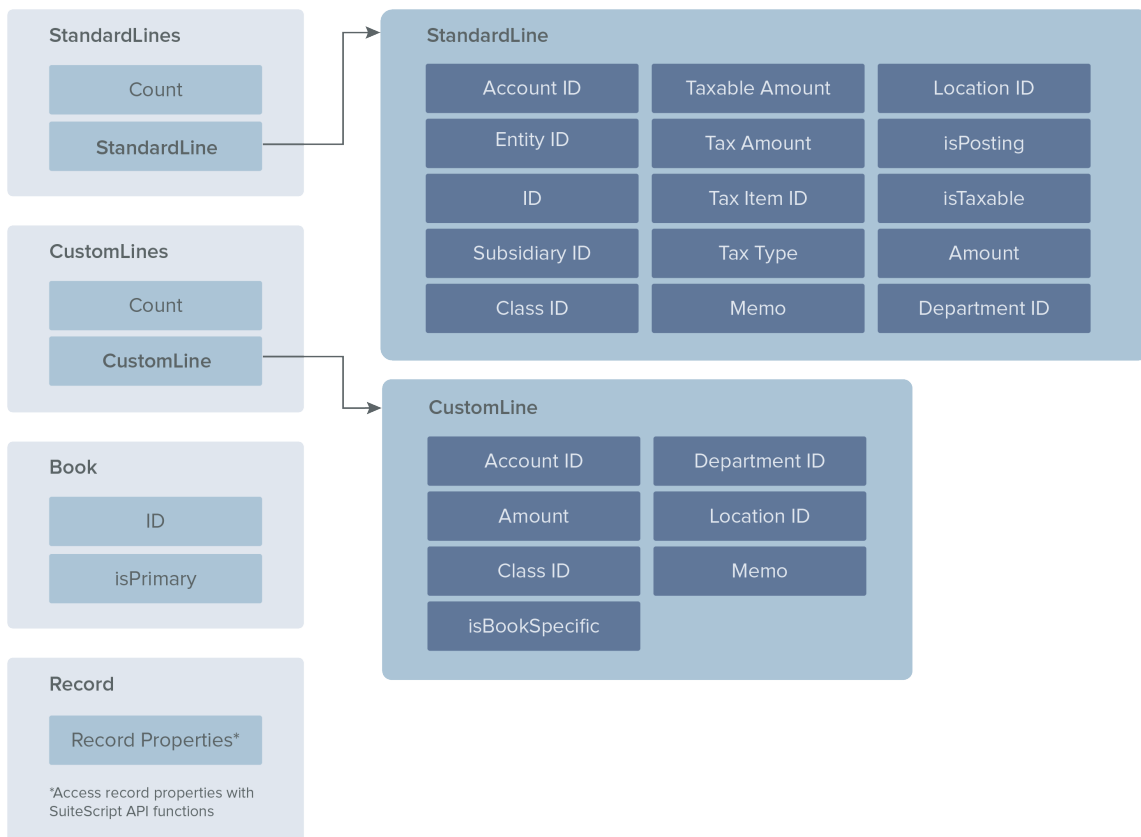 StandardLines
Count
StandardLine
CustomLines
Count
CustomLine
Book
ID
isPrimary
Record
Record Properties*
*Access record properties with
SuiteScript API functions
StandardLine
Account ID
Taxable Amount
Location ID
Entity ID
Tax Amount
isPosting
ID
Tax Item ID
isTaxable
Subsidiary ID
Tax Type
Amount
Class ID
Memo
Department ID
CustomLine
Account ID
Department ID
Amount
Location ID
Class ID
Memo
isBookSpecific